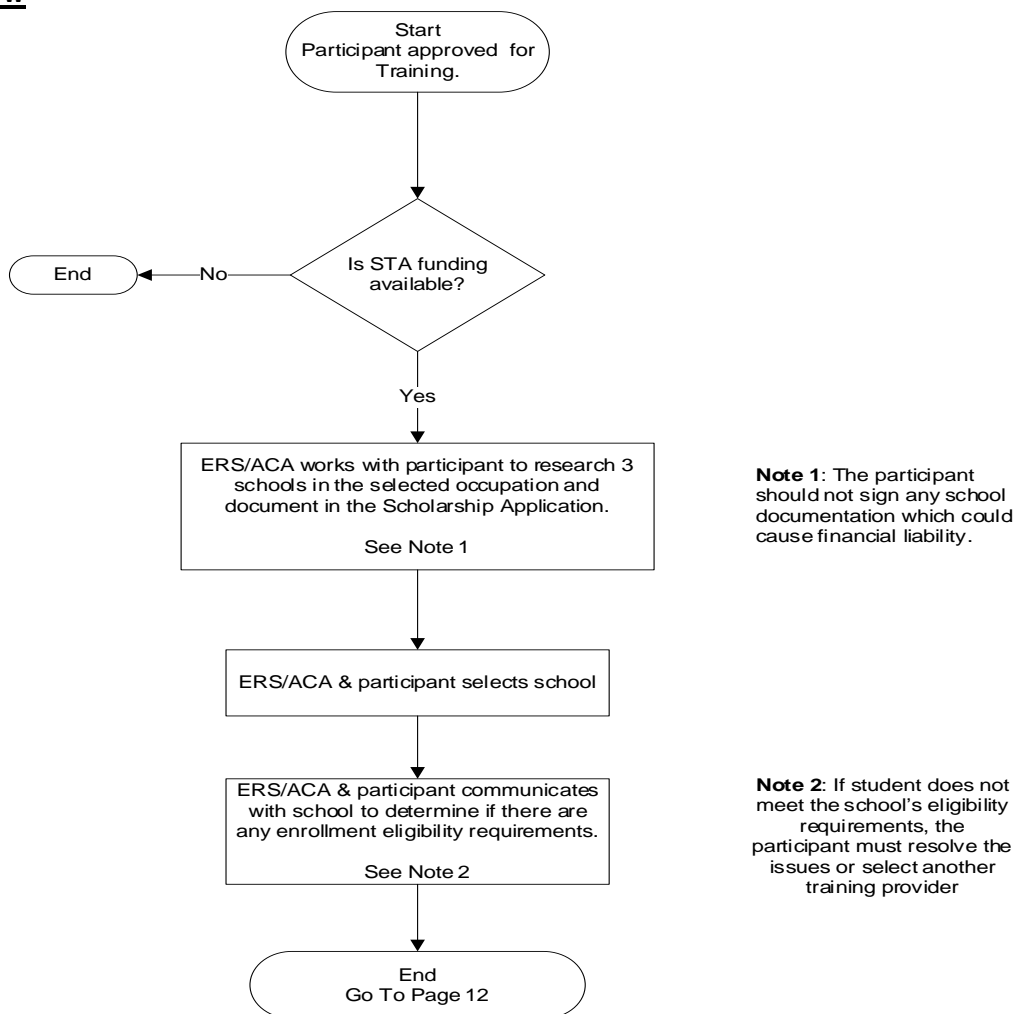 Start
Participant approved for
Training.
Is STA funding
available?
No
End
Yes
ERS/ACA works with participant to research 3
schools in the selected occupation and
document in the Scholarship Application.
See Note 1
Note 1: The participant
should not sign any school
documentation which could
cause financial liability.
ERS/ACA & participant selects school
ERS/ACA & participant communicates
with school to determine if there are
any enrollment eligibility requirements.
See Note 2
Note 2: If student does not
meet the school's eligibility
requirements, the
participant must resolve the
issues or select another
training provider
End
Go To Page 12